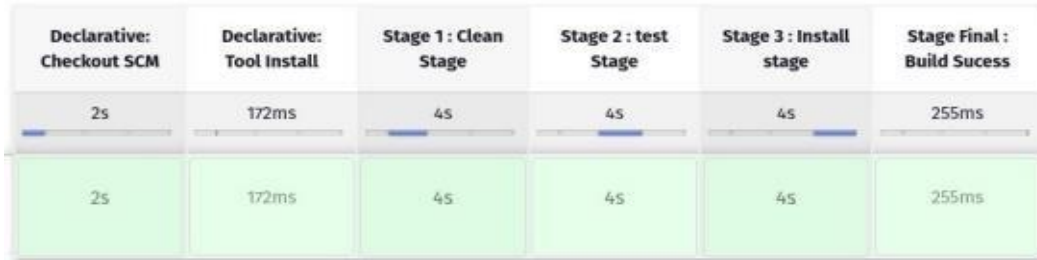 Declarative: Checkout SCM
Declarative: Tool Install
Stage 1 : Clean Stage
Stage 2 : test Stage
Stage 3 : Install stage
Stage Final : Build Sucess
2s 172ms 4s 4s 4s 255ms
2s 172ms 4s 4s 4s 255ms